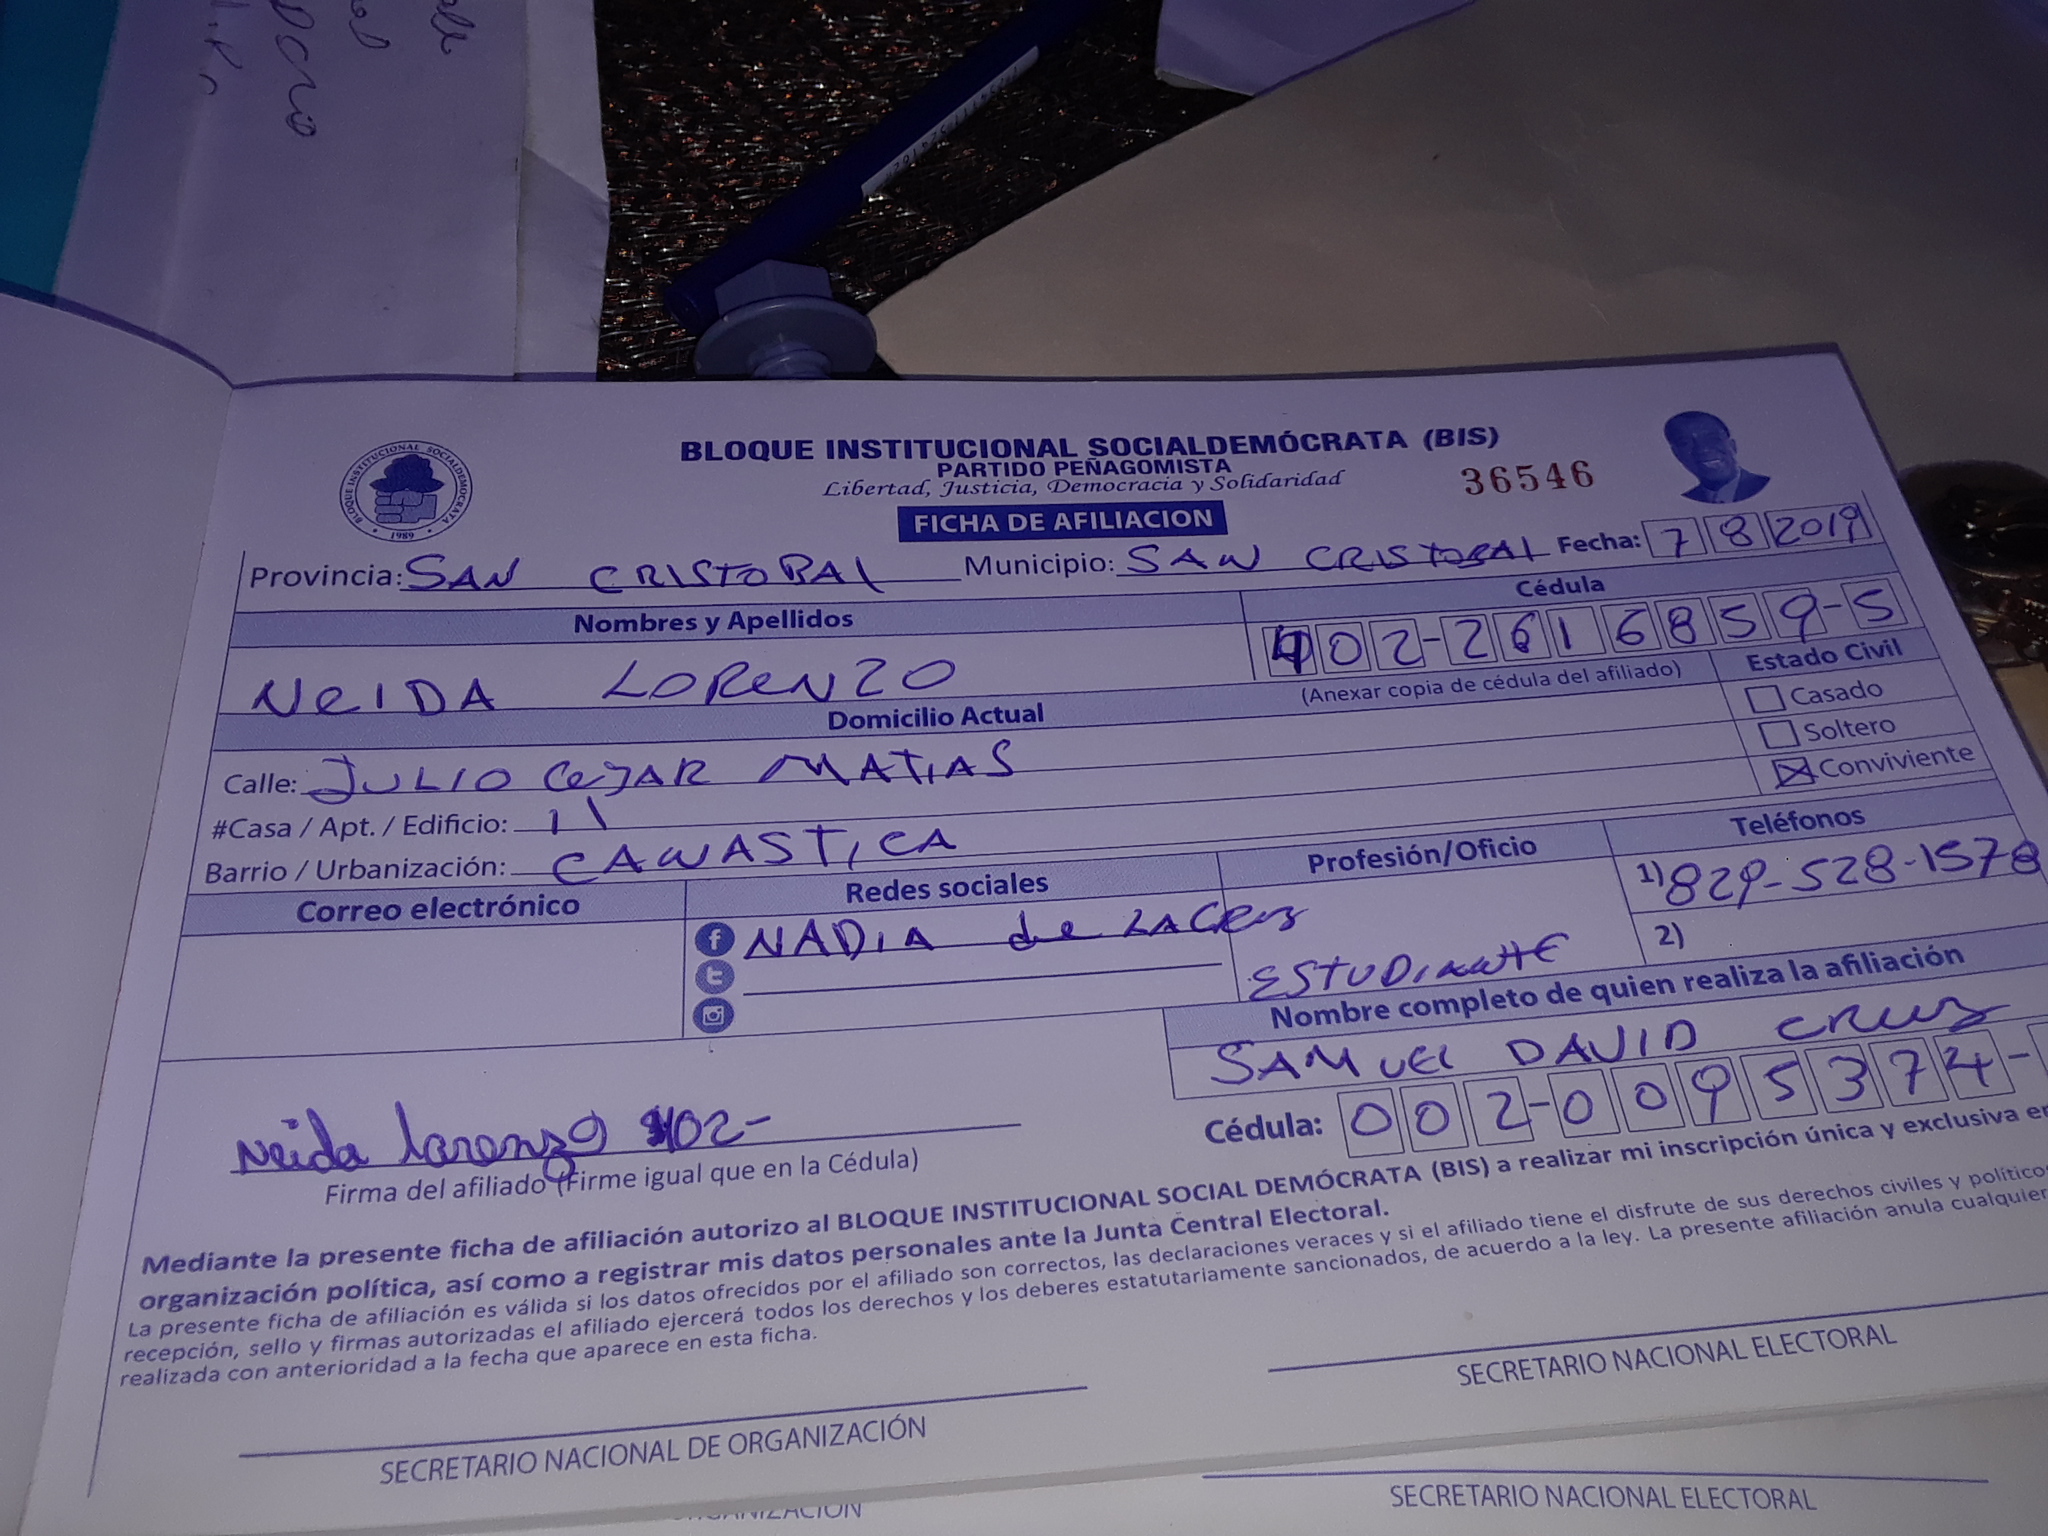 BLOQUE INSTITUCIONAL SOCIALDEMÓCRATA (BIS)
PARTIDO PEÑAGOMISTA
Libertad, Justicia, Democracia y Solidaridad
36546
BLOQUE INSTITUCIONAL SOCIALDEMOCRATA
1989
FICHA DE AFILIACION
Provincia: SAN CRISTOBAL Municipio: SAN CRISTOBAL Fecha: 7 8 2019
Nombres y Apellidos Cédula
NEIDA LORENZO 402-2616859-5
(Anexar copia de cédula del afiliado) Estado Civil
Domicilio Actual
Casado
Soltero
Conviviente
Calle: JULIO CEJAR MATIAS
#Casa / Apt. / Edificio: 11
Barrio / Urbanización: CANASTICA
Correo electrónico Redes sociales Profesión/Oficio Teléfonos
NADIA de LA CRUZ
ESTUDIANTE
1) 829-528-1578
2)
Nombre completo de quien realiza la afiliación
SAMUEL DAVID CRUZ
Cédula: 002-0095374-
Neida Lorenzo 402-
Firma del afiliado (Firme igual que en la Cédula)
Mediante la presente ficha de afiliación autorizo al BLOQUE INSTITUCIONAL SOCIAL DEMÓCRATA (BIS) a realizar mi inscripción única y exclusiva en
organización política, así como a registrar mis datos personales ante la Junta Central Electoral.
La presente ficha de afiliación es válida si los datos ofrecidos por el afiliado son correctos, las declaraciones veraces y si el afiliado tiene el disfrute de sus derechos civiles y políticos
recepción, sello y firmas autorizadas el afiliado ejercerá todos los derechos y los deberes estatutariamente sancionados, de acuerdo a la ley. La presente afiliación anula cualquier
realizada con anterioridad a la fecha que aparece en esta ficha.
SECRETARIO NACIONAL DE ORGANIZACIÓN
SECRETARIO NACIONAL ELECTORAL
SECRETARIO NACIONAL ELECTORAL